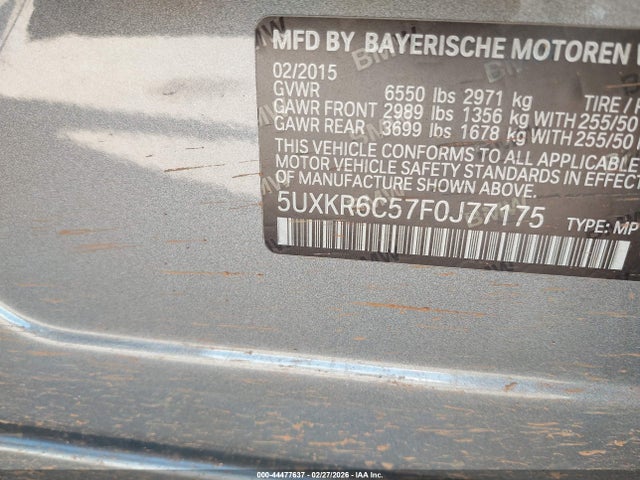 MFD BY BAYERISCHE MOTOREN W
02/2015
GVWR 6550 lbs 2971 kg TIRE / R
GAWR FRONT 2989 lbs 1356 kg WITH 255/50
GAWR REAR 3699 lbs 1678 kg WITH 255/50
THIS VEHICLE CONFORMS TO ALL APPLICABLE
MOTOR VEHICLE SAFETY STANDARDS IN EFFECT
OF MANUFACTURE SHOWN ABOVE.
5UXKR6C57F0J77175
TYPE: MP
000-44477637 - 02/27/2026 - IAA Inc.